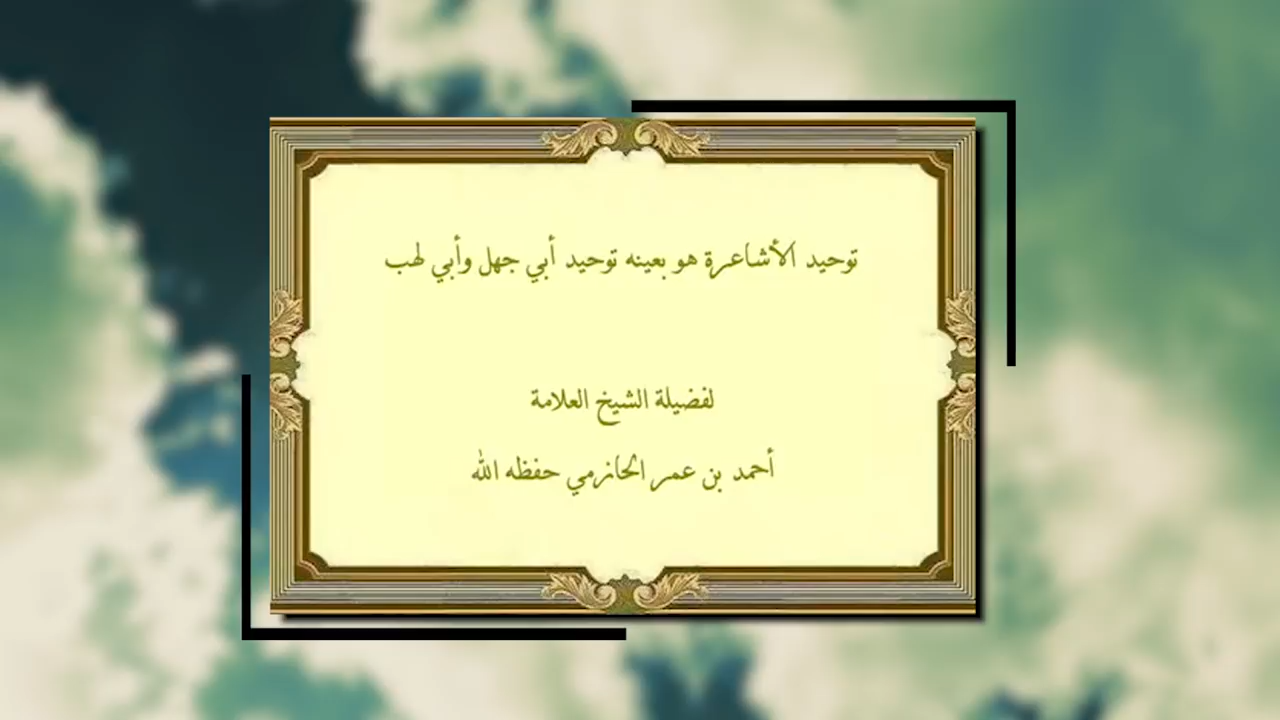 توحيد الأشاعرة هو بعينه توحيد أبي جهل وأبي لهب
لفضيلة الشيخ العلامة
أحمد بن عمر الحازمي حفظه الله